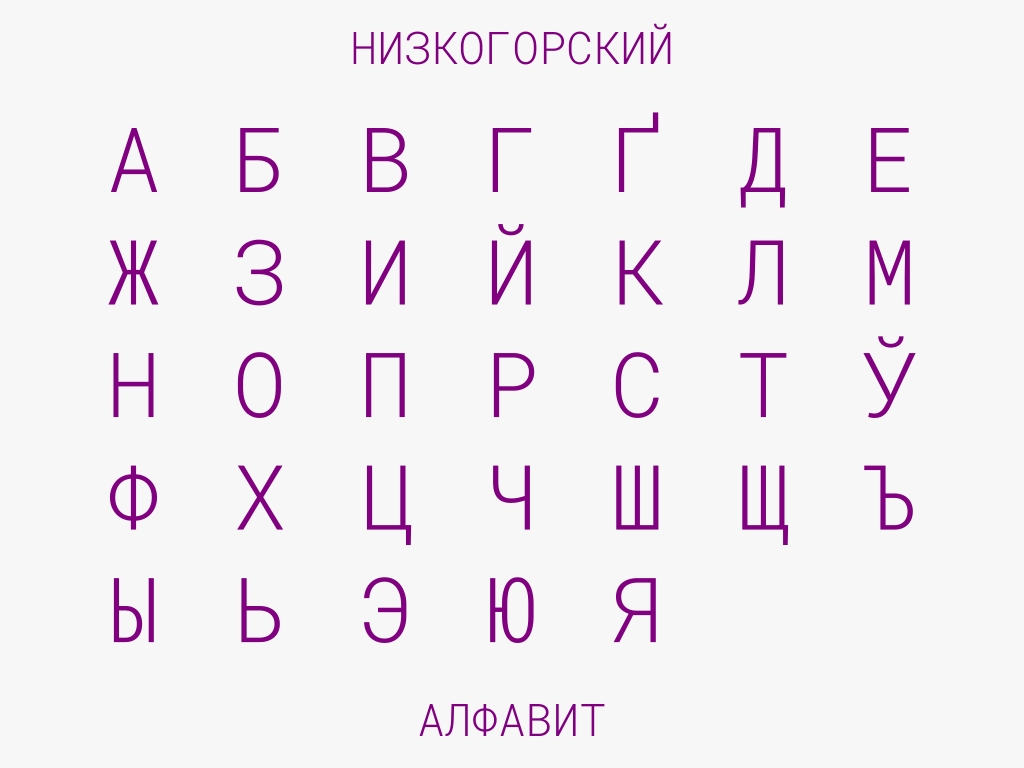 НИЗКОГОРСКИЙ
А Б В Г Ґ Д Е
Ж З И Й К Л М
Н О П Р С Т Ў
Ф Х Ц Ч Ш Щ Ъ
Ы Ь Э Ю Я
АЛФАВИТ